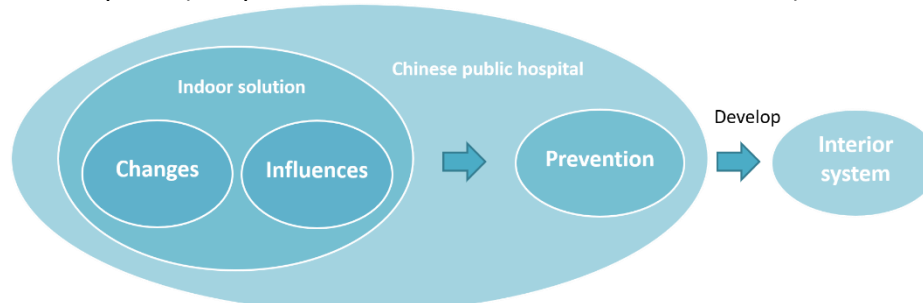 Chinese public hospital
Indoor solution
Changes
Influences
Prevention
Develop
Interior
system